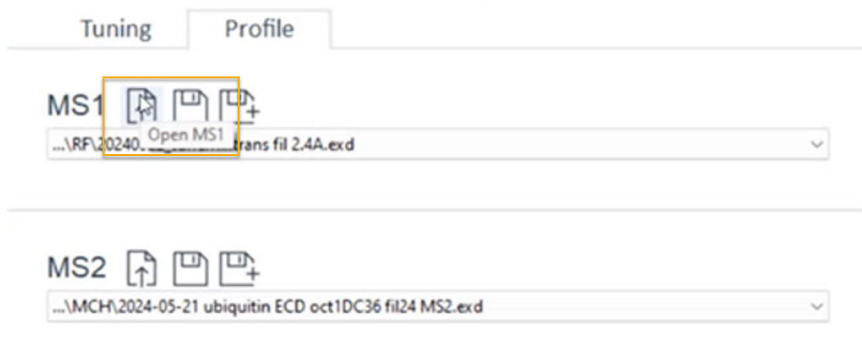 Tuning Profile
MS1
Open MS1
...\RF\20240 trans fil 2.4A.exd
MS2
...\MCH\2024-05-21 ubiquitin ECD oct1DC36 fil24 MS2.exd